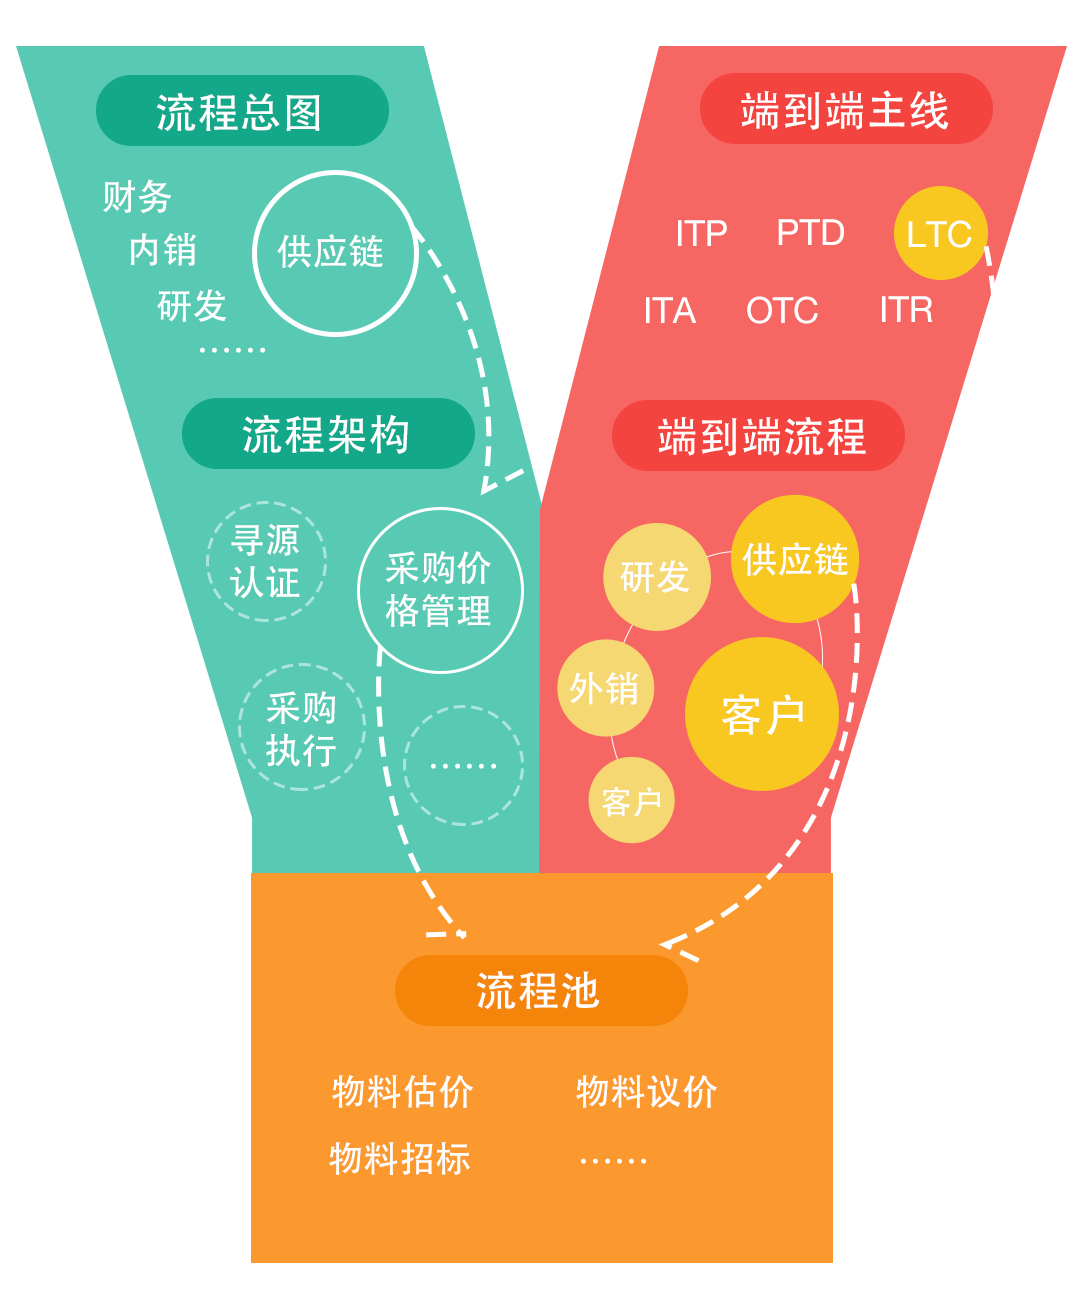 流程总图
财务
内销
研发
......
供应链
流程架构
寻源
认证
采购价
格管理
采购
执行
......
端到端主线
ITP
PTD
LTC
ITA
OTC
ITR
端到端流程
研发
供应链
外销
客户
客户
流程池
物料估价
物料议价
物料招标
......